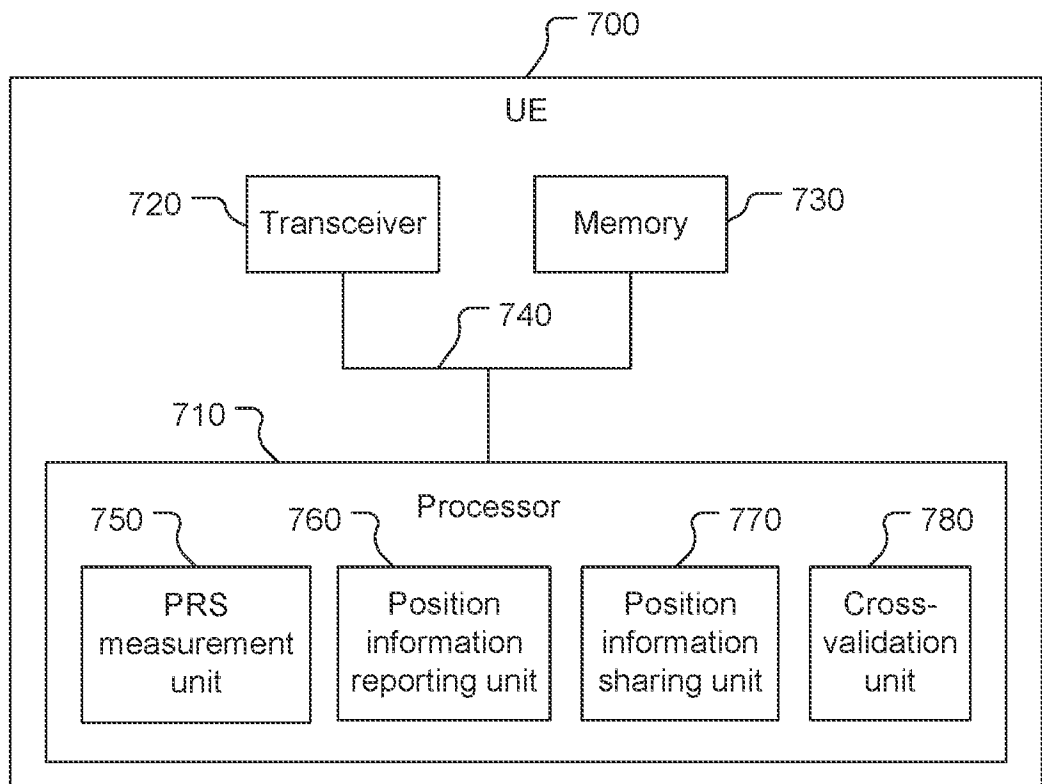 700
UE
720
Transceiver
Memory
730
740
710
Processor
750
760
770
780
PRS
measurement
unit
Position
information
reporting unit
Position
information
sharing unit
Cross-
validation
unit